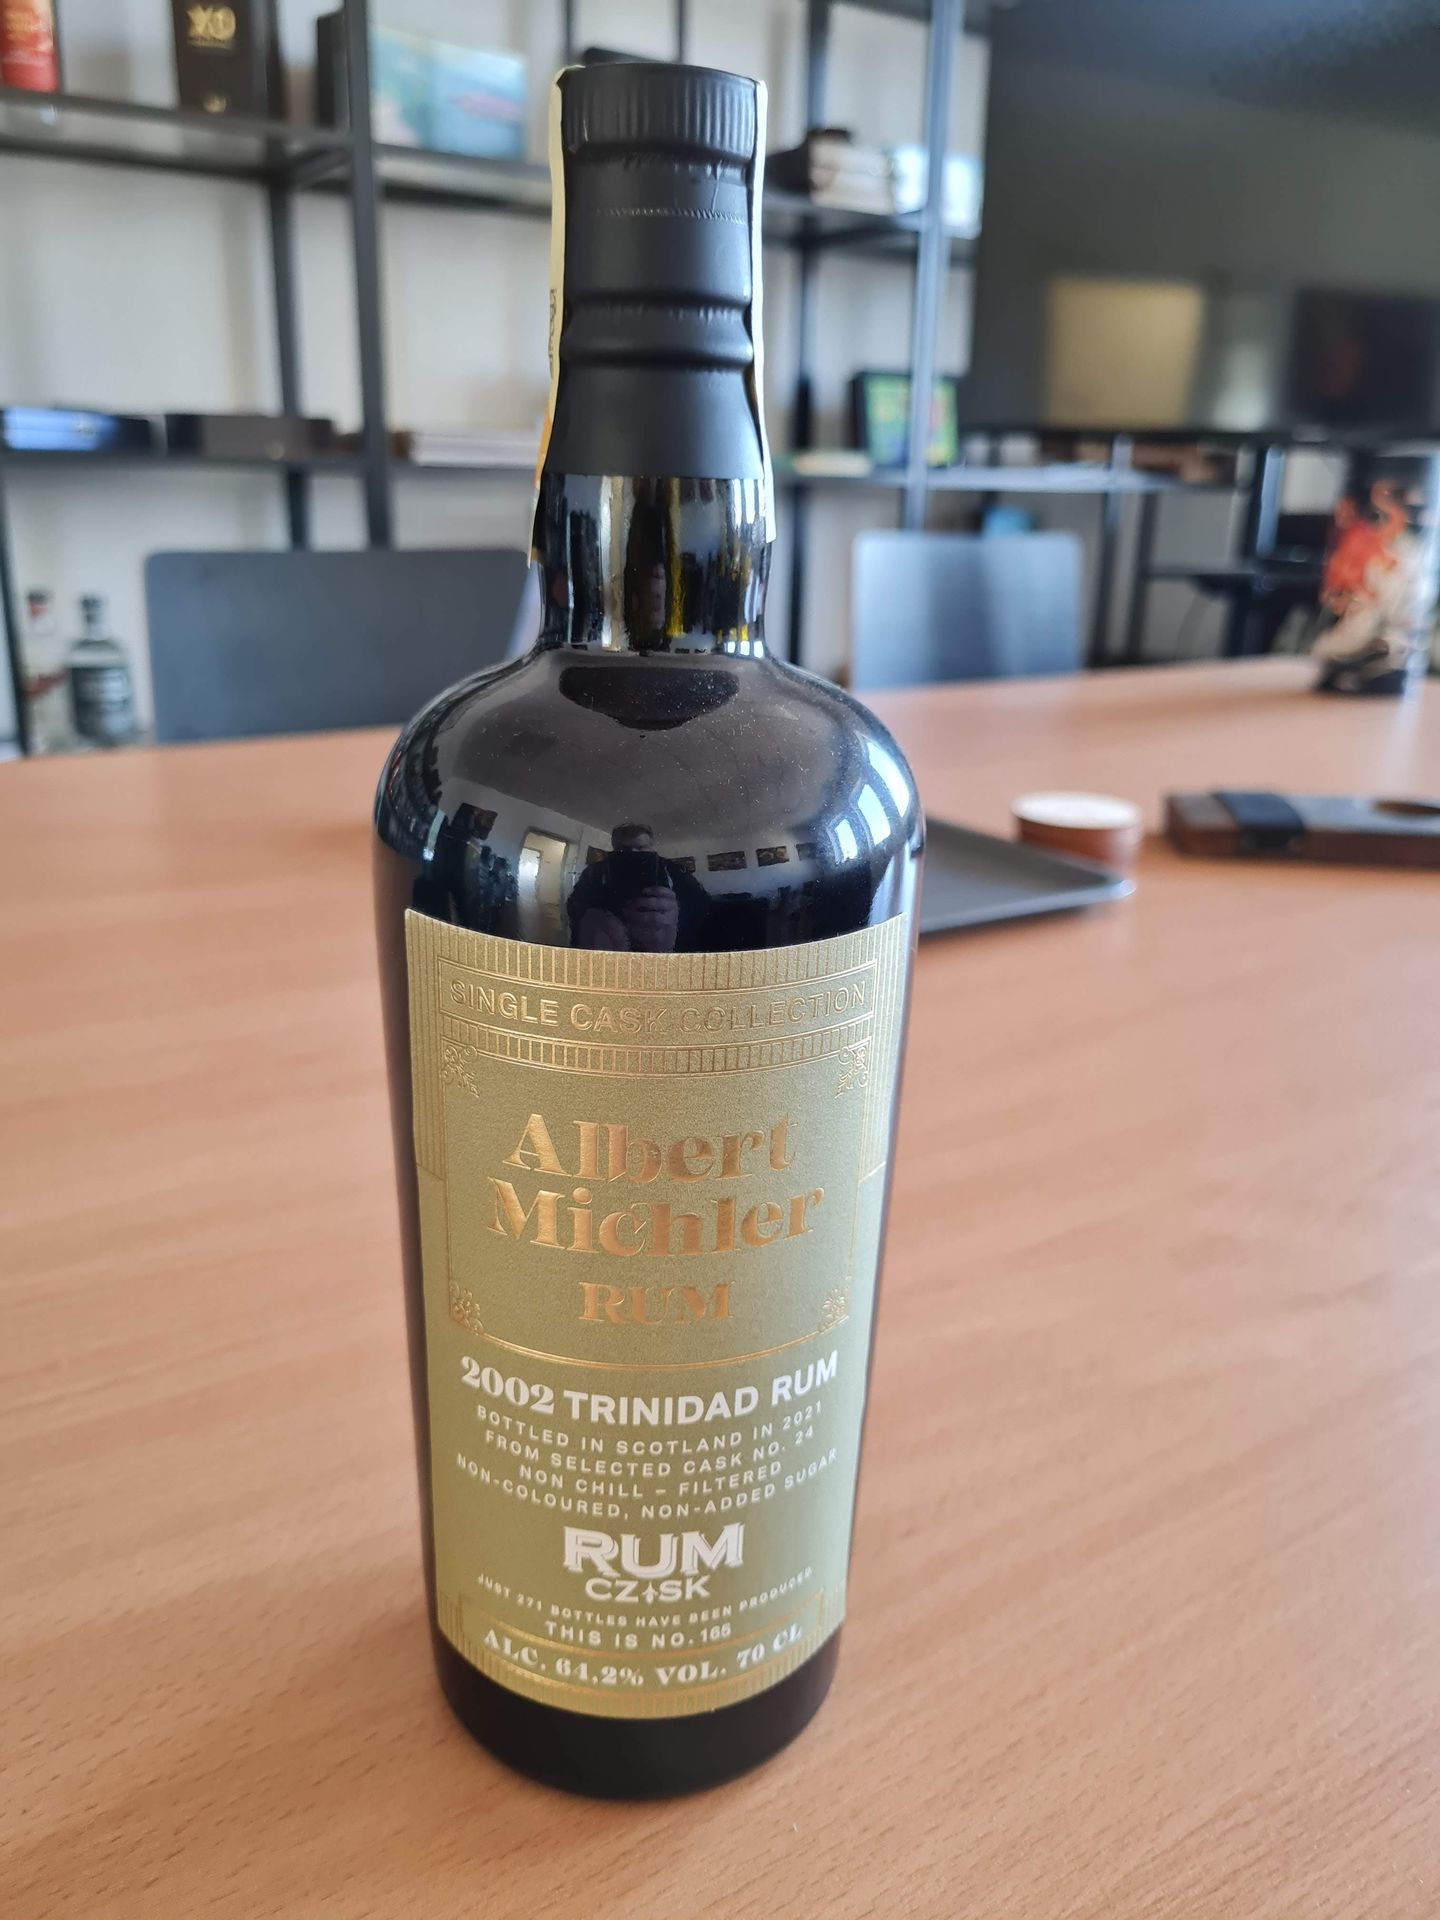 XO
SINGLE CASK COLLECTION
Albert
Michler
RUM
2002 TRINIDAD RUM
BOTTLED IN SCOTLAND IN 2021
FROM SELECTED CASK NO. 24
NON CHILL – FILTERED
NON-COLOURED, NON-ADDED SUGAR
RUM
CZ SK
JUST 271 BOTTLES HAVE BEEN PRODUCED
THIS IS NO. 165
ALC. 64,2% VOL. 70 CL